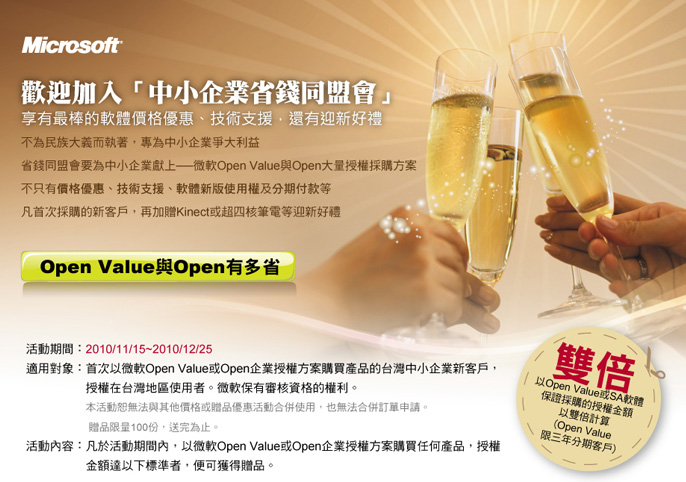 Microsoft
歡迎加入「中小企業省錢同盟會」
享有最棒的軟體價格優惠、技術支援，還有迎新好禮
不為民族大義而執著，專為中小企業爭大利益
省錢同盟會要為中小企業獻上──微軟Open Value與Open大量授權採購方案
不只有價格優惠、技術支援、軟體新版使用權及分期付款等
凡首次採購的新客戶，再加贈Kinect或超四核筆電等迎新好禮
Open Value與Open有多省
活動期間：2010/11/15~2010/12/25
適用對象：首次以微軟Open Value或Open企業授權方案購買產品的台灣中小企業新客戶，
授權在台灣地區使用者。微軟保有審核資格的權利。
本活動恕無法與其他價格或贈品優惠活動合併使用，也無法合併訂單申請。
贈品限量100份，送完為止。
活動內容：凡於活動期間內，以微軟Open Value或Open企業授權方案購買任何產品，授權
金額達以下標準者，便可獲得贈品。
雙倍
以Open Value或SA軟體
保證採購的授權金額
以雙倍計算
(Open Value
限三年分期客戶)